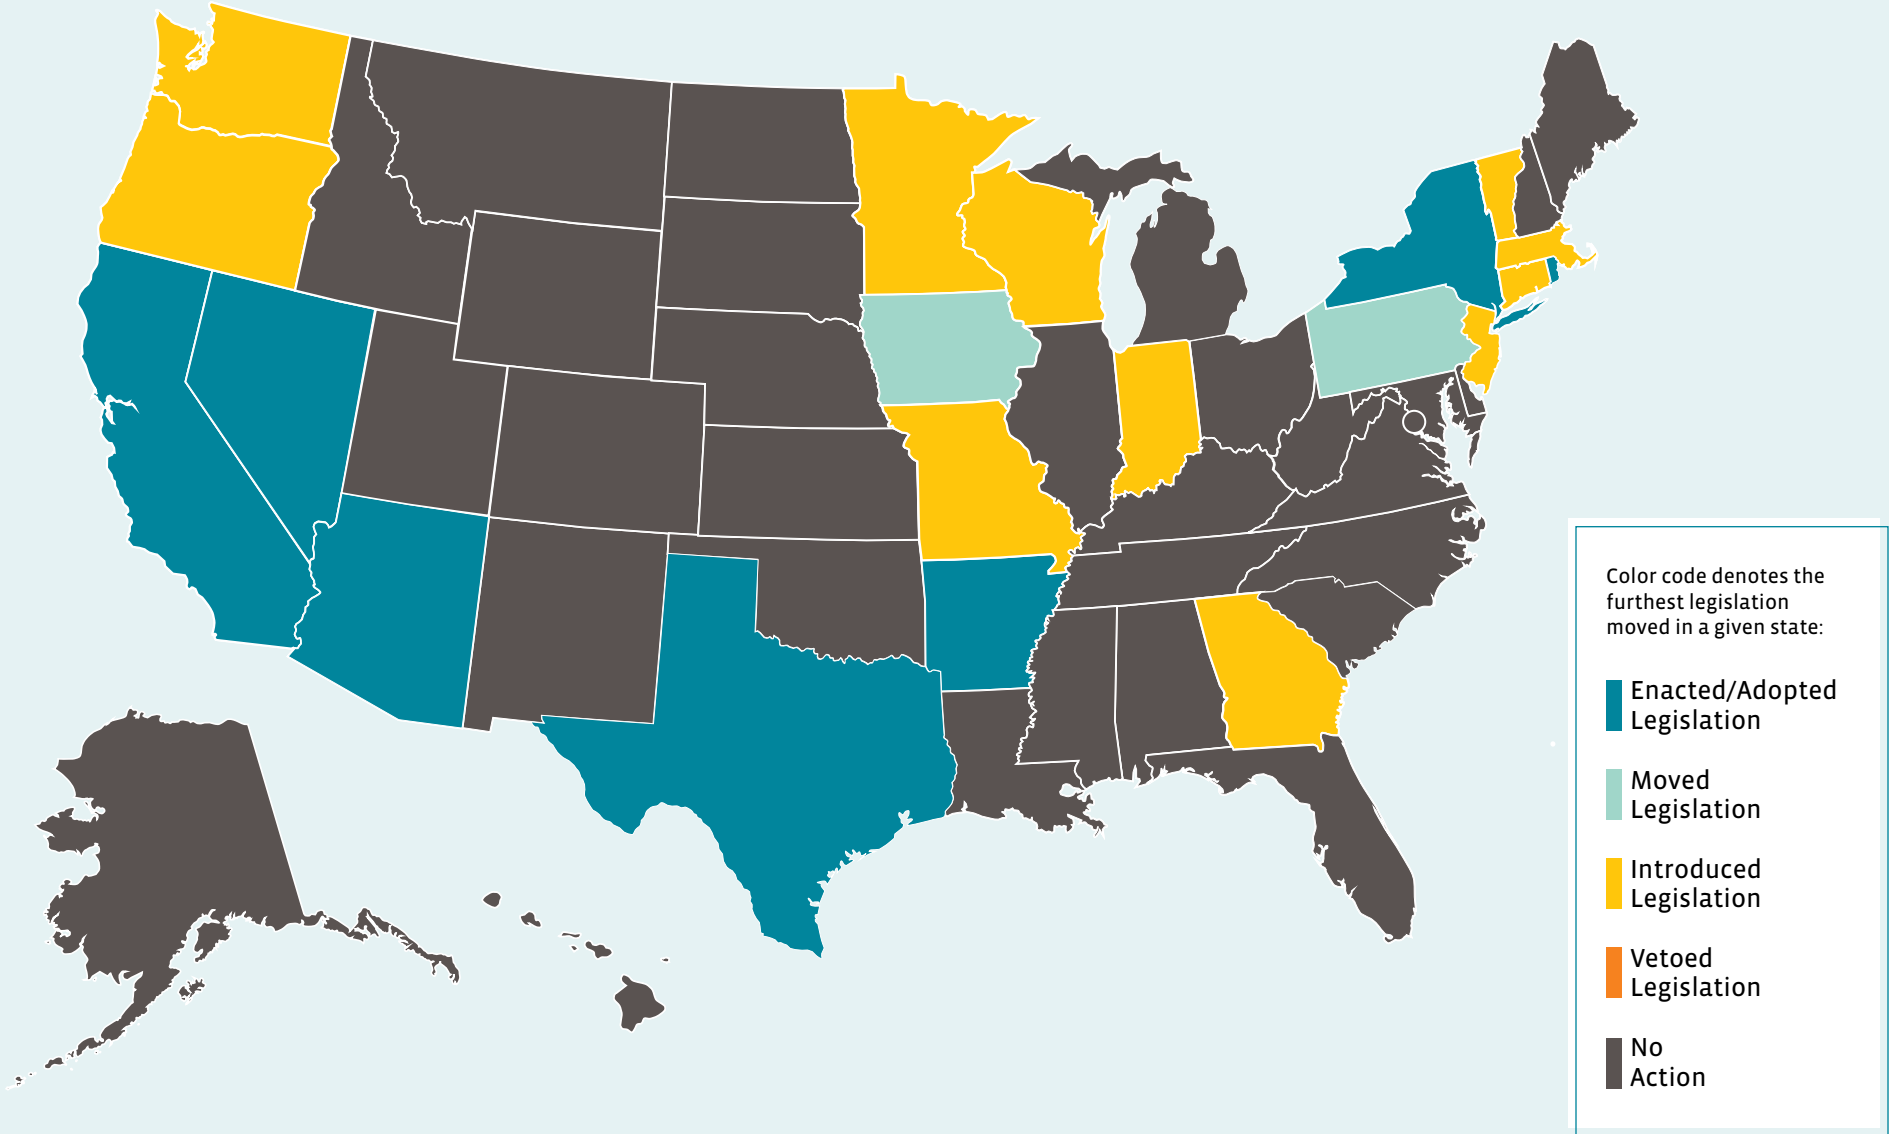 Color code denotes the
furthest legislation
moved in a given state:
Enacted/Adopted
Legislation
Moved
Legislation
Introduced
Legislation
Vetoed
Legislation
No
Action